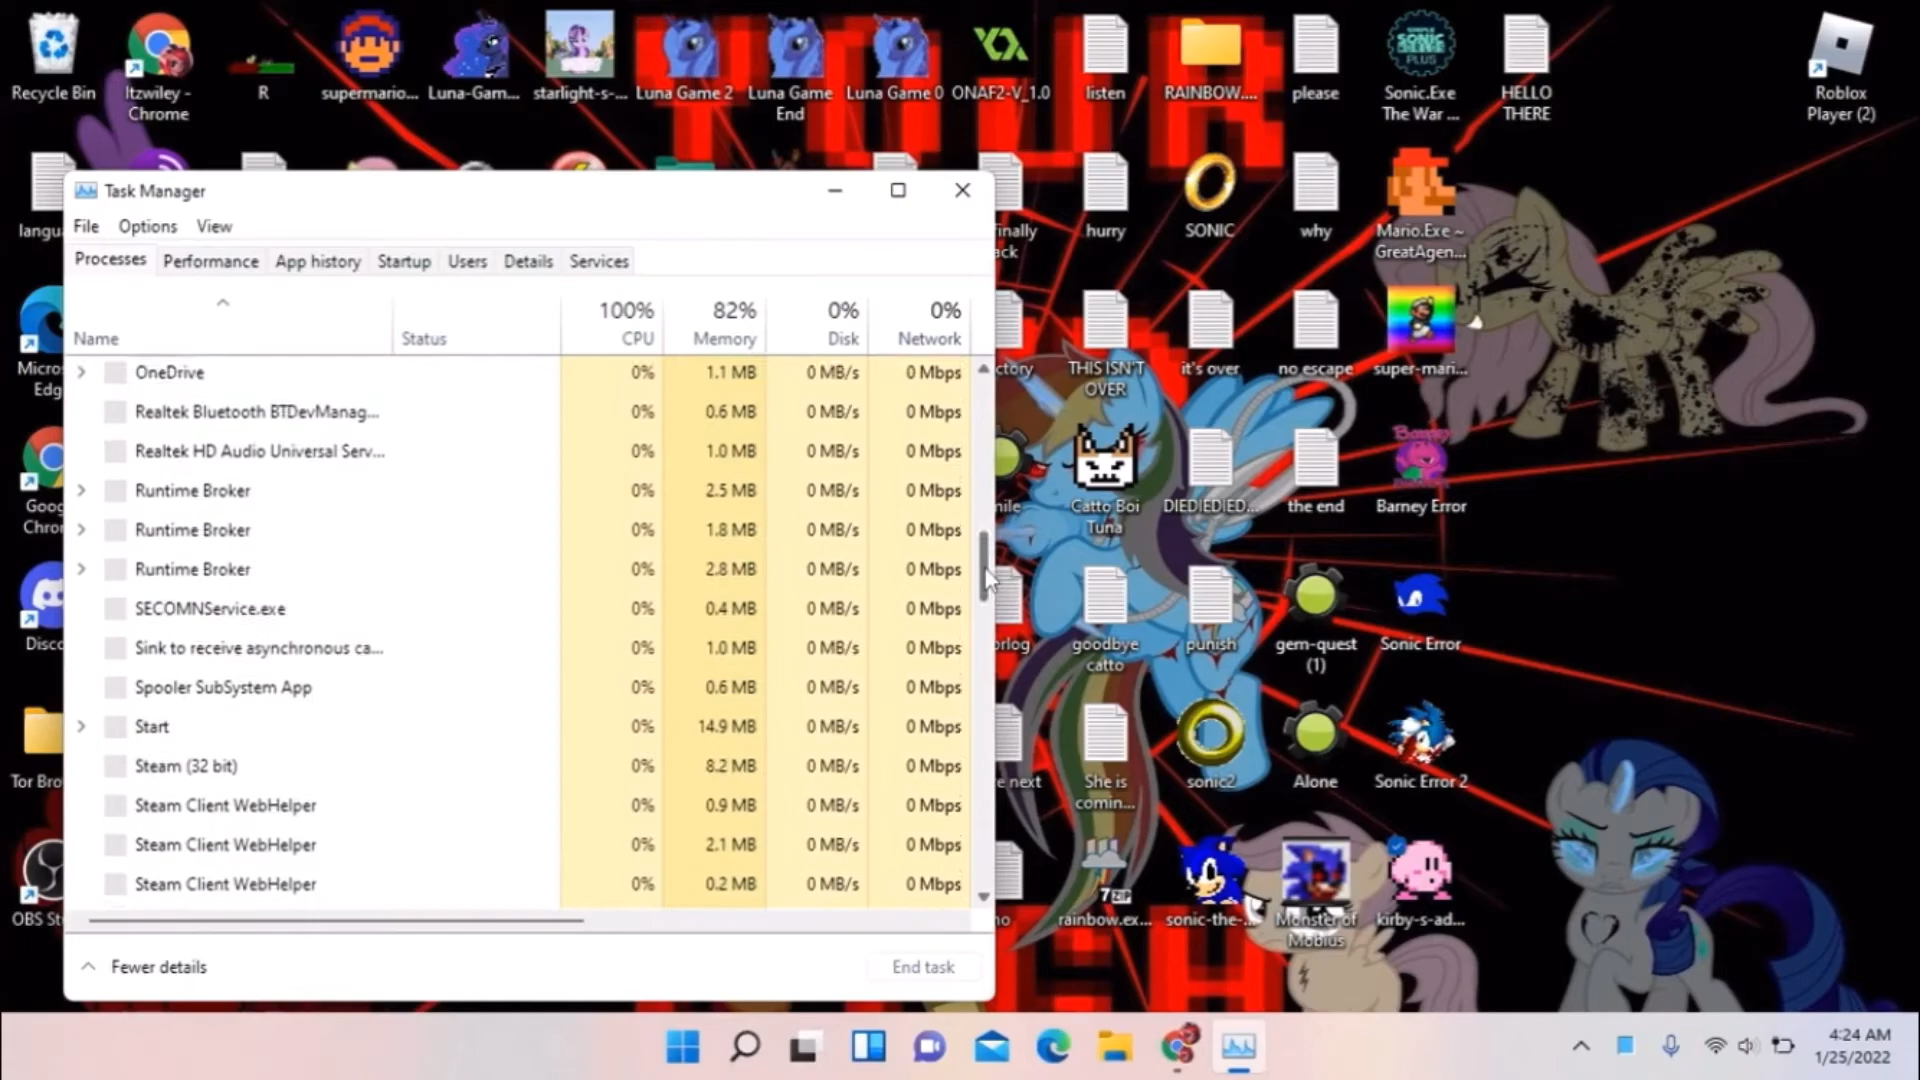 YOUR
Recycle Bin
Itzwiley -
Chrome
R
supermario...
Luna-Gam...
starlight-s-...
Luna Game 2
Luna Game
End
Luna Game 0
ONAF2-V_1.0
listen
RAINBOW....
please
Sonic.Exe
The War ...
HELLO
THERE
Roblox
Player (2)
Task Manager
File Options View
Processes Performance App history Startup Users Details Services
100% 82% 0% 0%
Name Status CPU Memory Disk Network
OneDrive 0% 1.1 MB 0 MB/s 0 Mbps
Realtek Bluetooth BTDevManag... 0% 0.6 MB 0 MB/s 0 Mbps
Realtek HD Audio Universal Serv... 0% 1.0 MB 0 MB/s 0 Mbps
Runtime Broker 0% 2.5 MB 0 MB/s 0 Mbps
Runtime Broker 0% 1.8 MB 0 MB/s 0 Mbps
Runtime Broker 0% 2.8 MB 0 MB/s 0 Mbps
SECOMNService.exe 0% 0.4 MB 0 MB/s 0 Mbps
Sink to receive asynchronous ca... 0% 1.0 MB 0 MB/s 0 Mbps
Spooler SubSystem App 0% 0.6 MB 0 MB/s 0 Mbps
Start 0% 14.9 MB 0 MB/s 0 Mbps
Steam (32 bit) 0% 8.2 MB 0 MB/s 0 Mbps
Steam Client WebHelper 0% 0.9 MB 0 MB/s 0 Mbps
Steam Client WebHelper 0% 2.1 MB 0 MB/s 0 Mbps
Steam Client WebHelper 0% 0.2 MB 0 MB/s 0 Mbps
Fewer details
End task
langu
Micros
Edg
Goog
Chro
Disco
Tor Bro
OBS St
hurry
SONIC
why
Mario.Exe ~
GreatAgen...
THIS ISN'T
OVER
it's over
no escape
super-mari...
Catto Boi
Tuna
DIEDIEDIED...
the end
Barney Error
goodbye
catto
punish
gem-quest
(1)
Sonic Error
e next
She is
comin...
sonic2
Alone
Sonic Error 2
7ZIP
rainbow.ex...
sonic-the-...
Monster of
Mobius
kirby-s-ad...
4:24 AM
1/25/2022